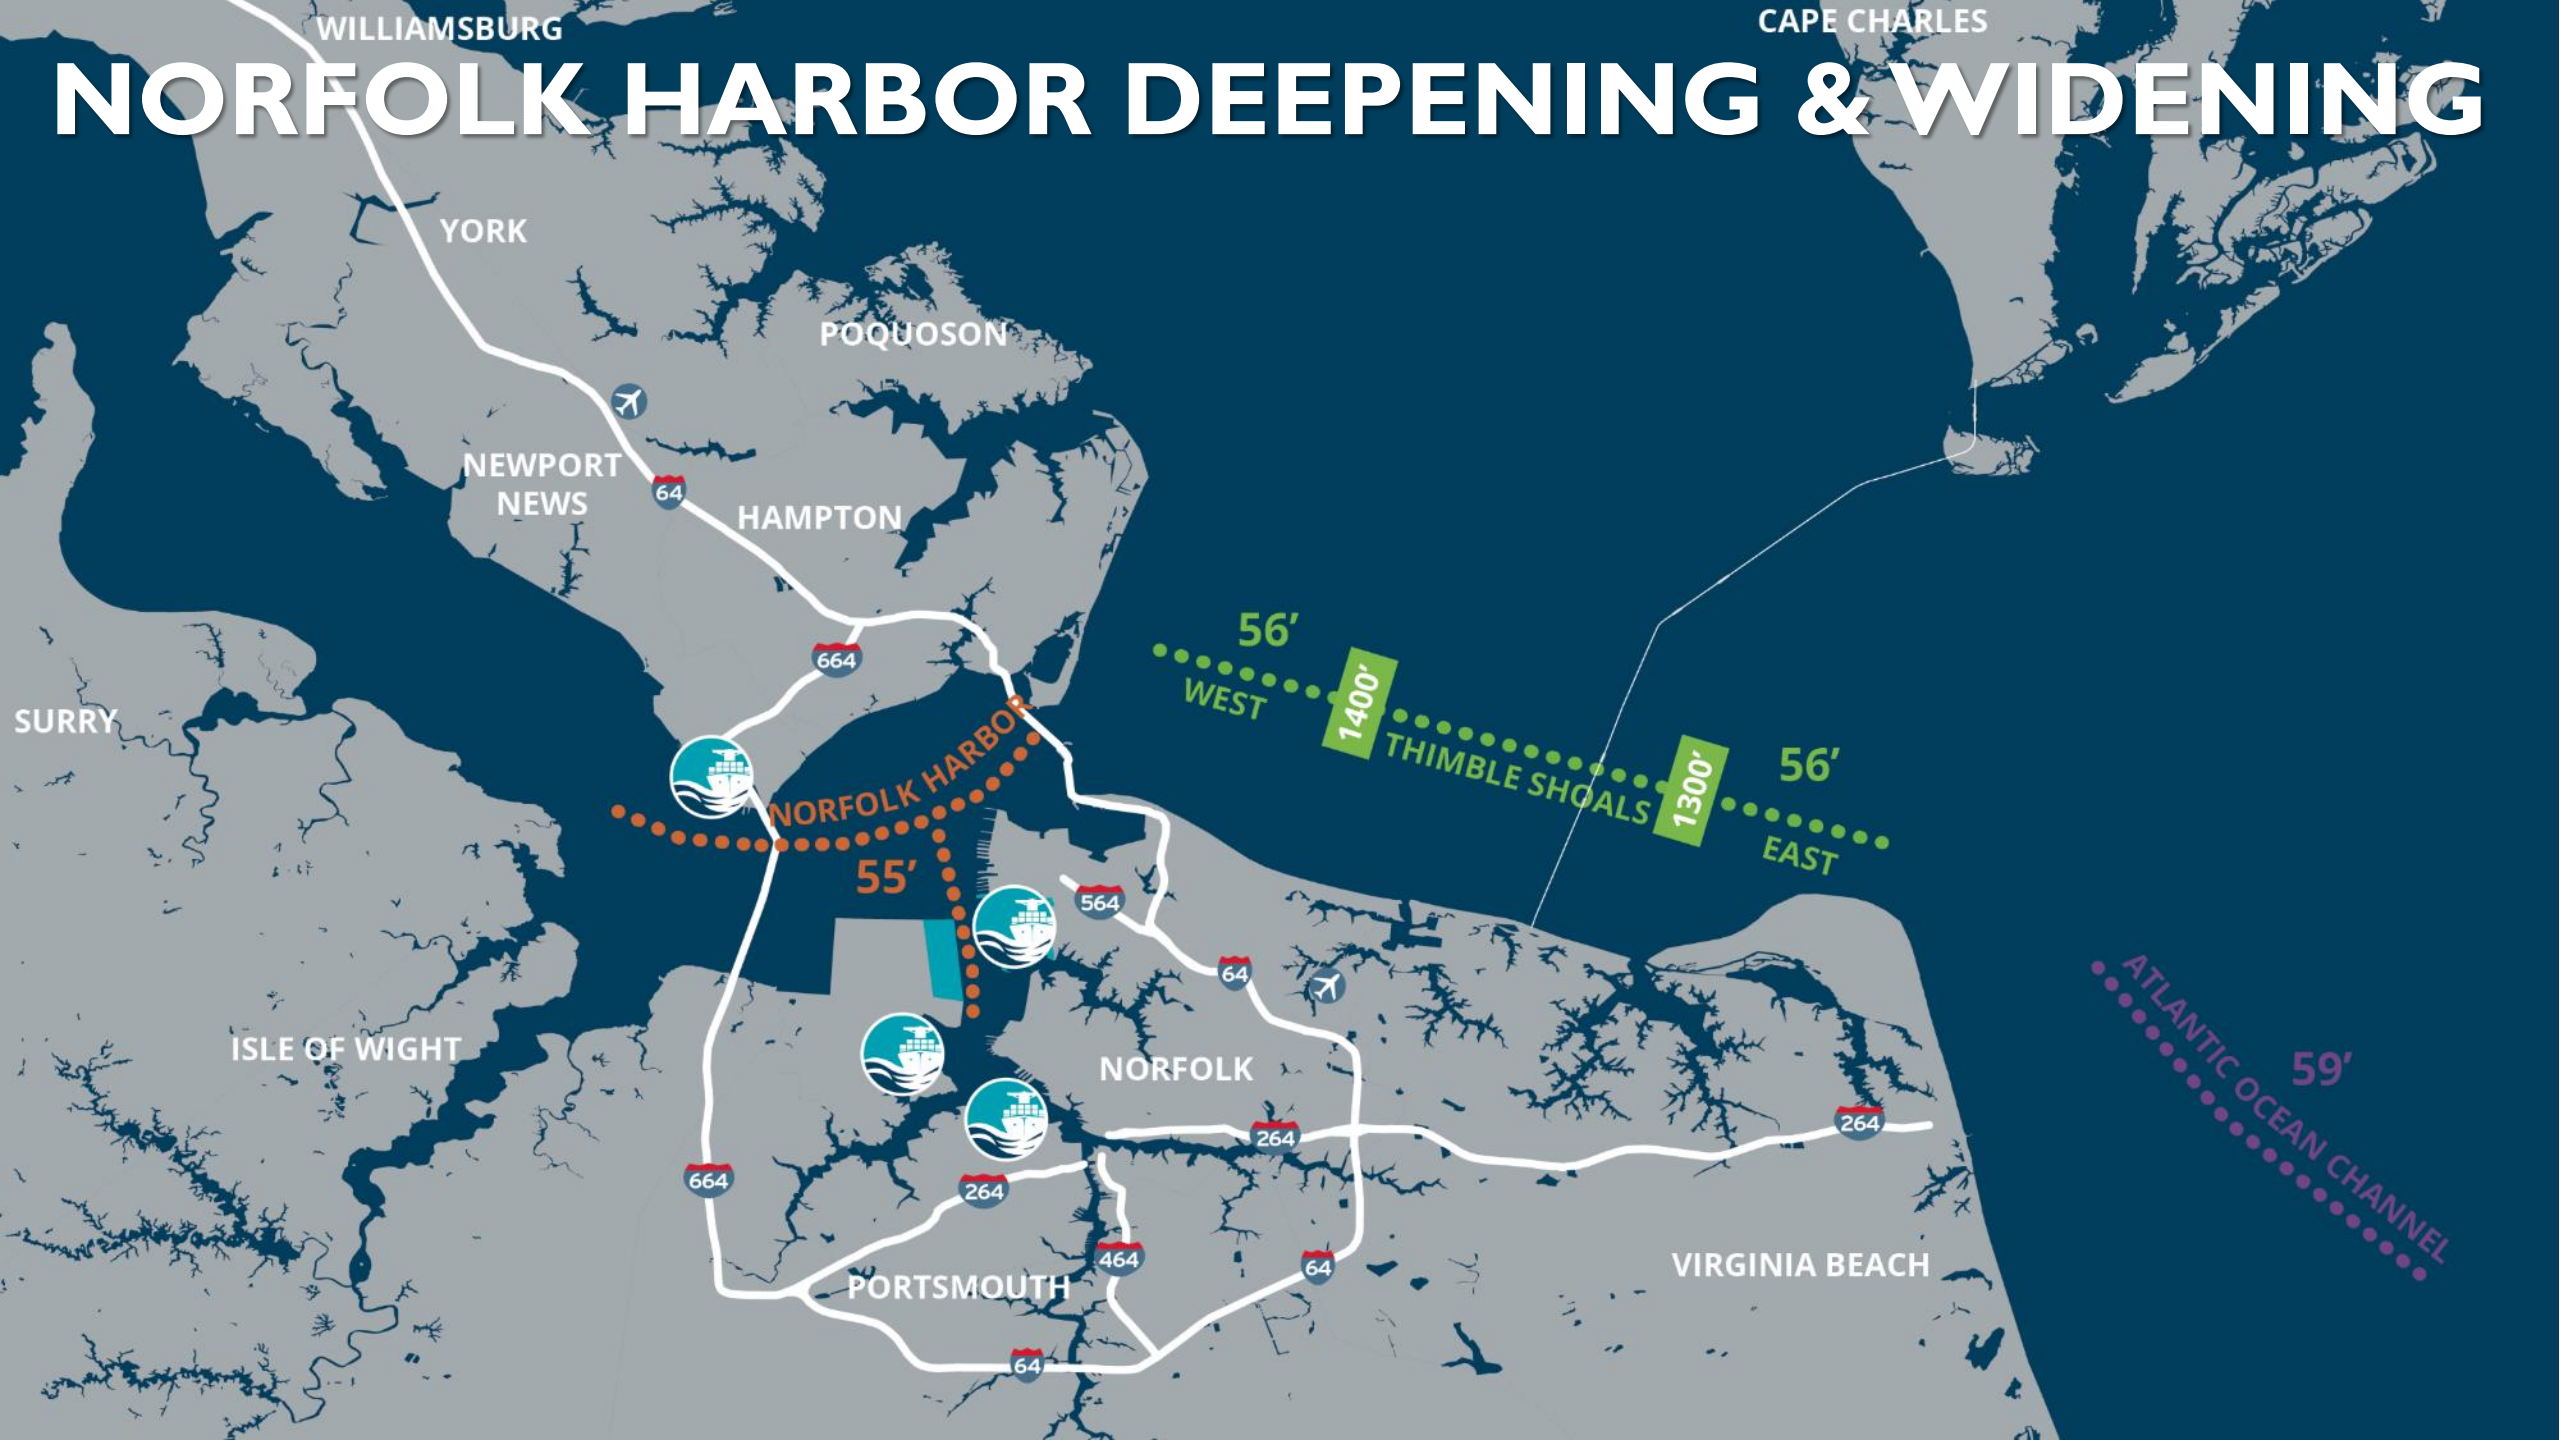 WILLIAMSBURG
CAPE CHARLES
NORFOLK HARBOR DEEPENING & WIDENING
YORK
POQUOSON
NEWPORT
NEWS
64
HAMPTON
56’
664
WEST
1400’
THIMBLE SHOALS
1300’
56’
EAST
SURRY
NORFOLK HARBOR
55’
564
64
ATLANTIC OCEAN CHANNEL
59’
ISLE OF WIGHT
NORFOLK
264
264
664
264
464
64
VIRGINIA BEACH
PORTSMOUTH
64